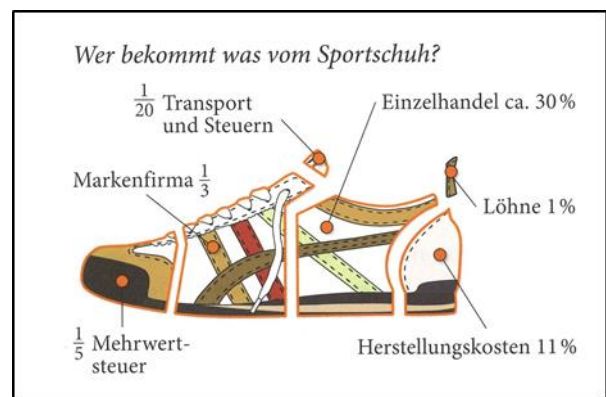 Wer bekommt was vom Sportschuh?
1/20 Transport
und Steuern
Einzelhandel ca. 30 %
Markenfirma 1/3
Löhne 1 %
1/5 Mehrwert-
steuer
Herstellungskosten 11 %